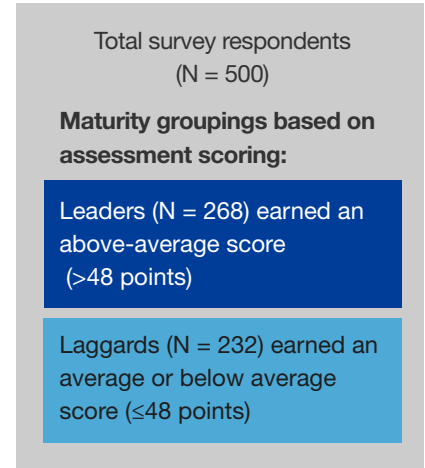 Total survey respondents
(N = 500)
Maturity groupings based on
assessment scoring:
Leaders (N = 268) earned an
above-average score
(>48 points)
Laggards (N = 232) earned an
average or below average
score (≤48 points)